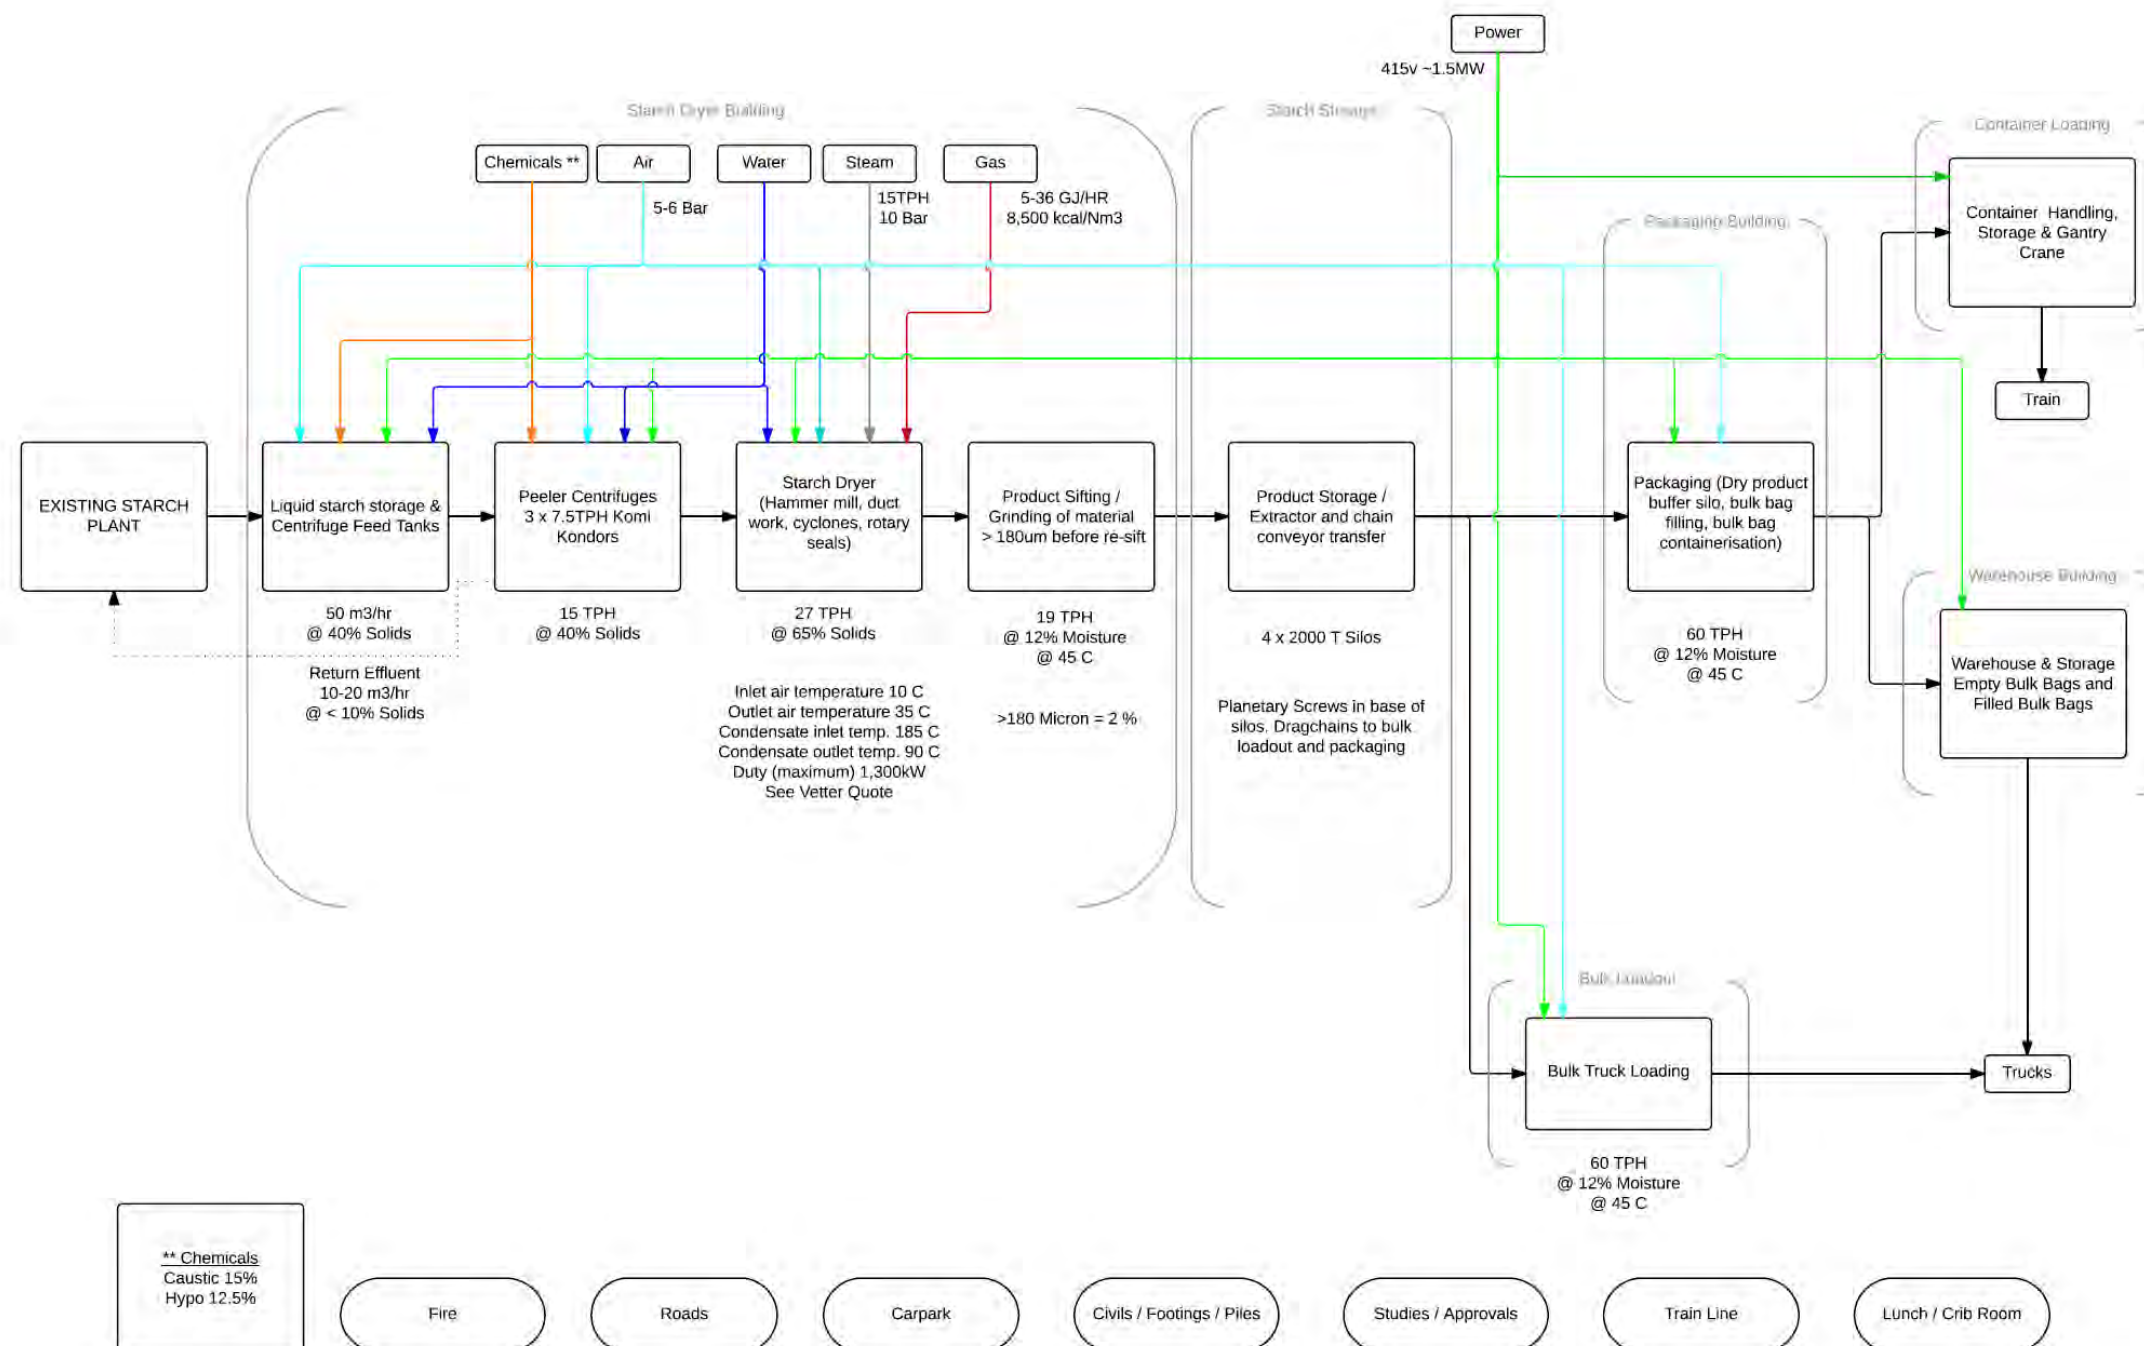 Power
415v ~1.5MW
Starch Dryer Building
Starch Storage
Container Loading
Chemicals **
Air
Water
Steam
Gas
5-6 Bar
15TPH
10 Bar
5-36 GJ/HR
8,500 kcal/Nm3
Packaging Building
Container Handling,
Storage & Gantry
Crane
Train
EXISTING STARCH
PLANT
Liquid starch storage &
Centrifuge Feed Tanks
Peeler Centrifuges
3 x 7.5TPH Komi
Kondors
Starch Dryer
(Hammer mill, duct
work, cyclones, rotary
seals)
Product Sifting /
Grinding of material
> 180um before re-sift
Product Storage /
Extractor and chain
conveyor transfer
Packaging (Dry product
buffer silo, bulk bag
filling, bulk bag
containerisation)
Warehouse Building
50 m3/hr
@ 40% Solids
15 TPH
@ 40% Solids
27 TPH
@ 65% Solids
19 TPH
@ 12% Moisture
@ 45 C
4 x 2000 T Silos
60 TPH
@ 12% Moisture
@ 45 C
Warehouse & Storage
Empty Bulk Bags and
Filled Bulk Bags
Return Effluent
10-20 m3/hr
@ < 10% Solids
Inlet air temperature 10 C
Outlet air temperature 35 C
Condensate inlet temp. 185 C
Condensate outlet temp. 90 C
Duty (maximum) 1,300kW
See Vetter Quote
>180 Micron = 2 %
Planetary Screws in base of
silos. Dragchains to bulk
loadout and packaging
Bulk Loadout
Bulk Truck Loading
Trucks
60 TPH
@ 12% Moisture
@ 45 C
** Chemicals
Caustic 15%
Hypo 12.5%
Fire
Roads
Carpark
Civils / Footings / Piles
Studies / Approvals
Train Line
Lunch / Crib Room